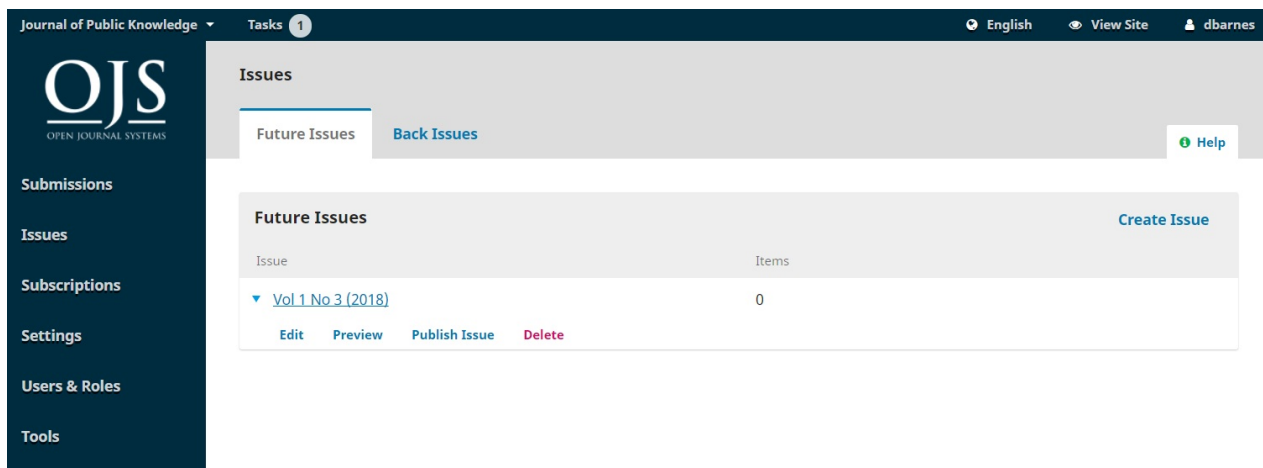 Journal of Public Knowledge Tasks 1 English View Site dbarnes
OJS
OPEN JOURNAL SYSTEMS
Issues
Future Issues Back Issues
Help
Submissions
Issues
Subscriptions
Settings
Users & Roles
Tools
Future Issues Create Issue
Issue Items
Vol 1 No 3 (2018) 0
Edit Preview Publish Issue Delete